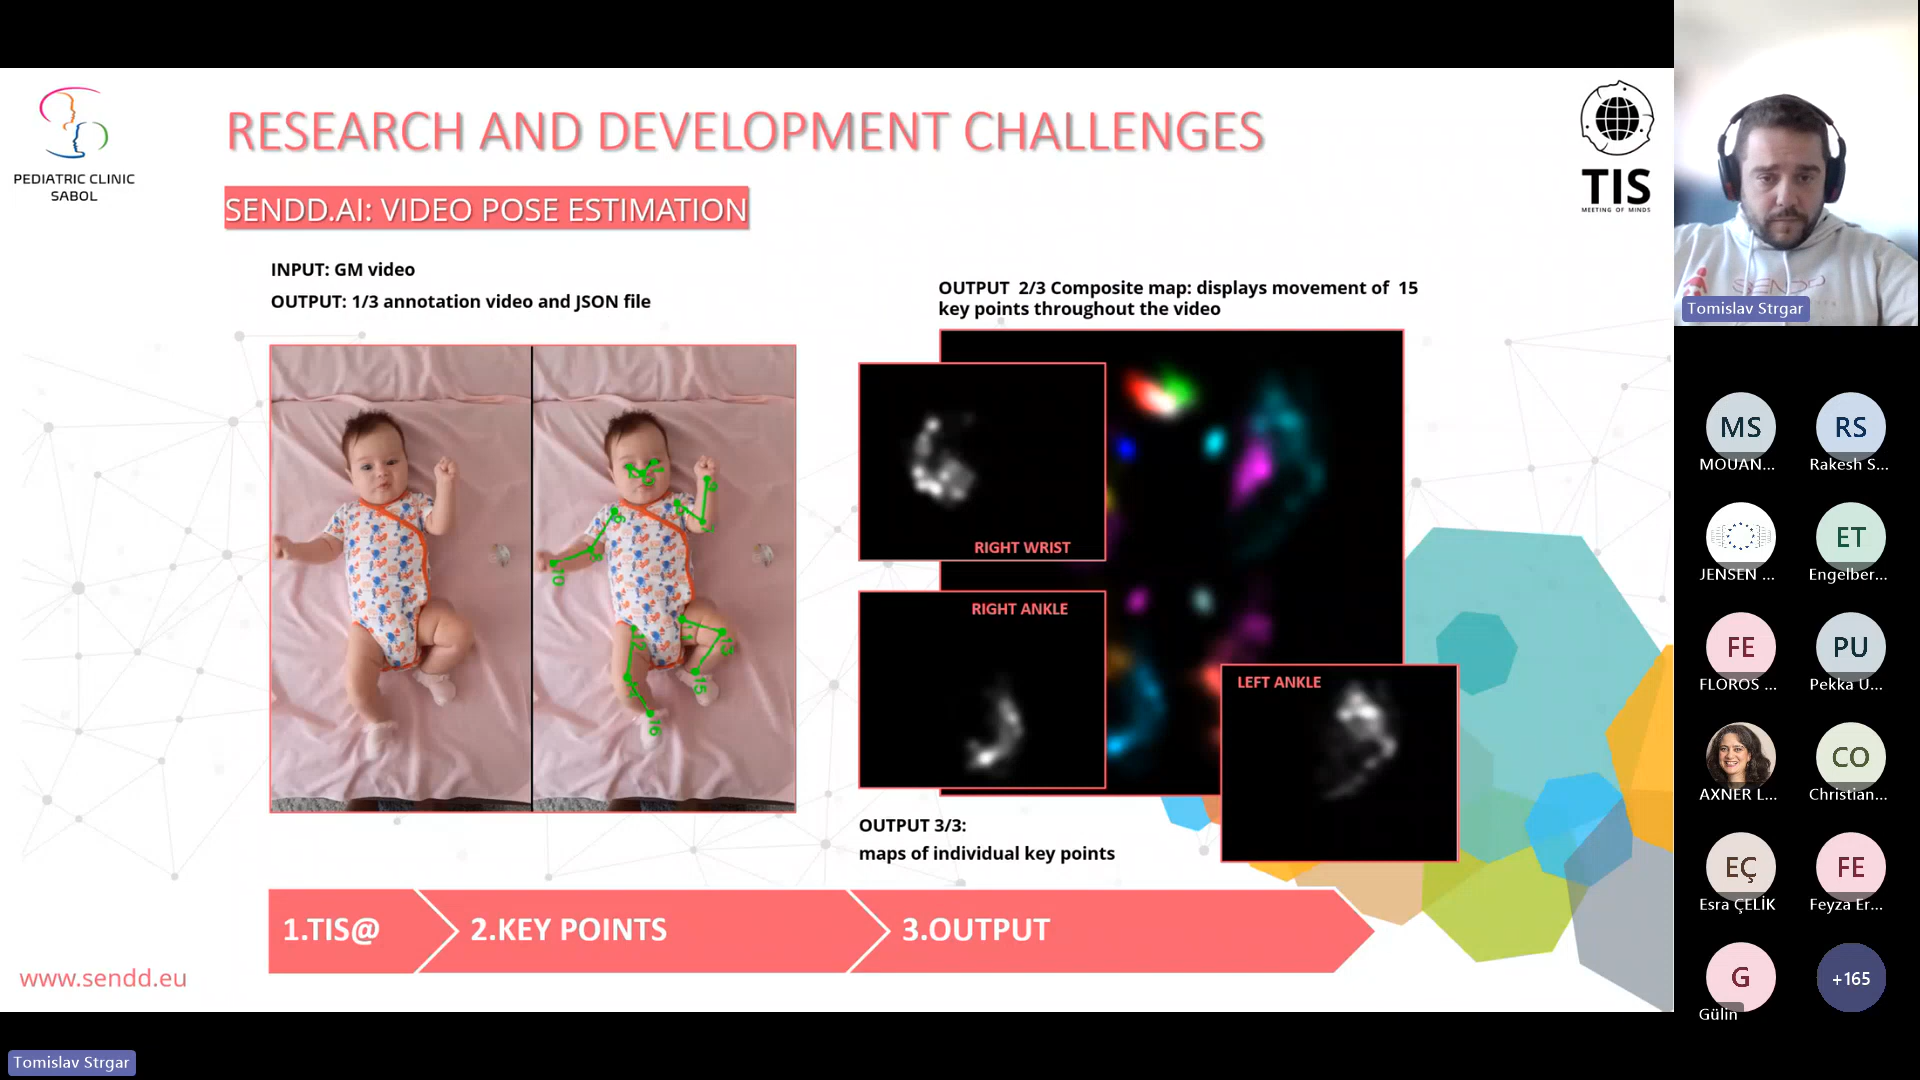 PEDIATRIC CLINIC
SABOL
RESEARCH AND DEVELOPMENT CHALLENGES
TIS
MEETING OF MINDS
SENDD.AI: VIDEO POSE ESTIMATION
INPUT: GM video
OUTPUT: 1/3 annotation video and JSON file
OUTPUT 2/3 Composite map: displays movement of 15
key points throughout the video
RIGHT WRIST
RIGHT ANKLE
LEFT ANKLE
OUTPUT 3/3:
maps of individual key points
1.TIS@
2.KEY POINTS
3.OUTPUT
www.sendd.eu
Tomislav Strgar
SENDD
Tomislav Strgar
MS
MOUAN...
RS
Rakesh S...
JENSEN ...
ET
Engelber...
FE
FLOROS ...
PU
Pekka U...
AXNER L...
CO
Christian...
EÇ
Esra ÇELİK
FE
Feyza Er...
G
Gülin
+165